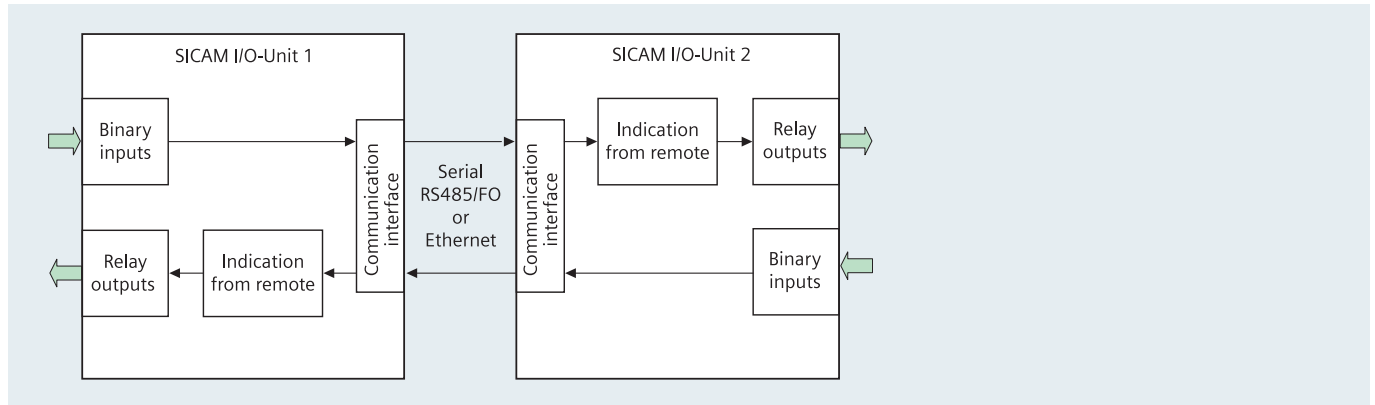 SICAM I/O-Unit 1
Binary
inputs
Communication
interface
Relay
outputs
Indication
from remote
Serial
RS485/FO
or
Ethernet
SICAM I/O-Unit 2
Communication
interface
Indication
from remote
Relay
outputs
Binary
inputs